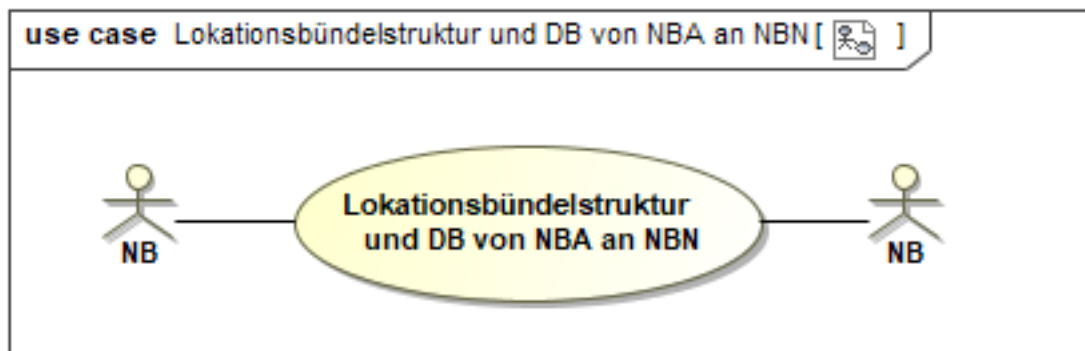 use case Lokationsbündelstruktur und DB von NBA an NBN [ ]
Lokationsbündelstruktur
und DB von NBA an NBN
NB
NB